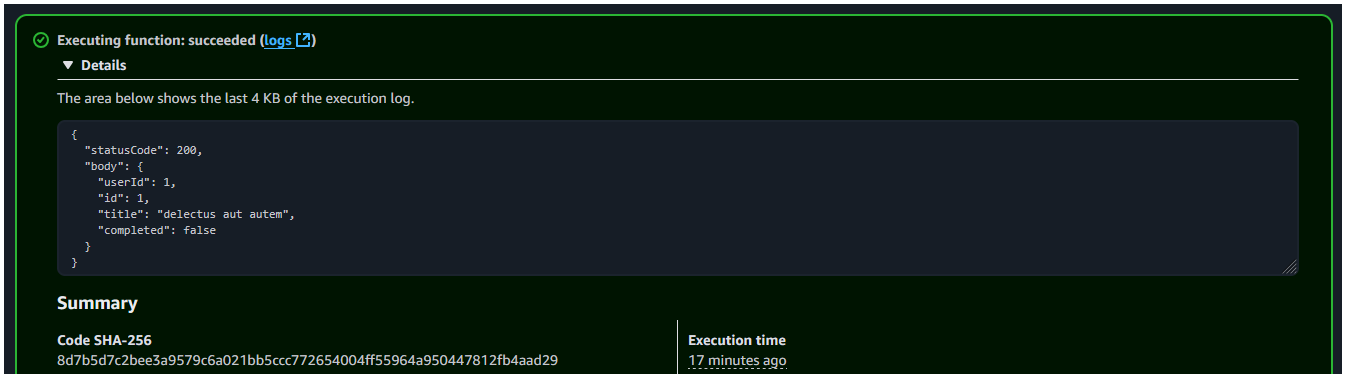 Executing function: succeeded (logs)
Details
The area below shows the last 4 KB of the execution log.
{
  "statusCode": 200,
  "body": {
    "userId": 1,
    "id": 1,
    "title": "delectus aut autem",
    "completed": false
  }
}
Summary
Code SHA-256
8d7b5d7c2bee3a9579c6a021bb5ccc772654004ff55964a950447812fb4aad29
Execution time
17 minutes ago